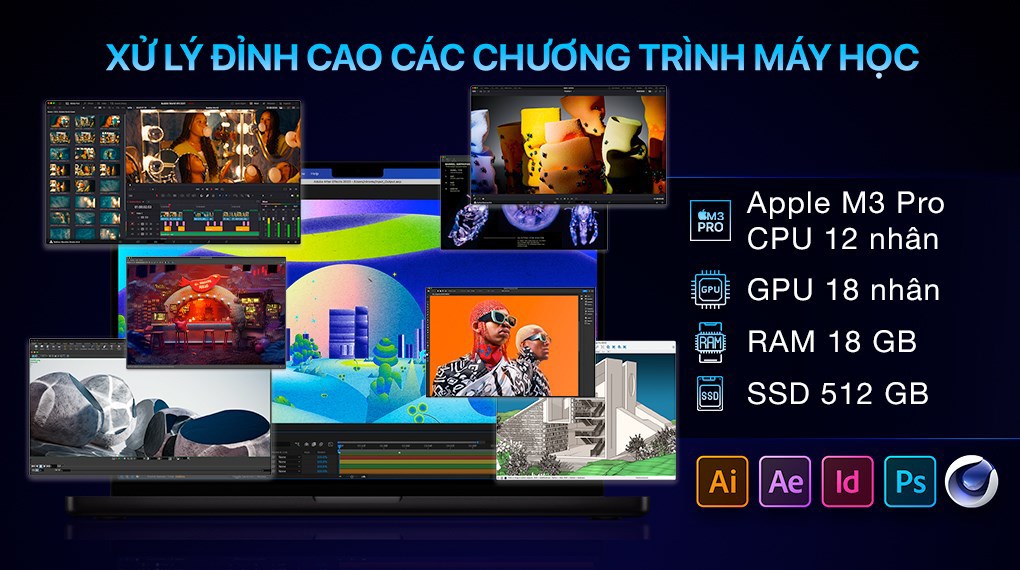 XỬ LÝ ĐỈNH CAO CÁC CHƯƠNG TRÌNH MÁY HỌC
M3
PRO
Apple M3 Pro
CPU 12 nhân
GPU
GPU 18 nhân
RAM
RAM 18 GB
SSD
SSD 512 GB
Ai
Ae
Id
Ps